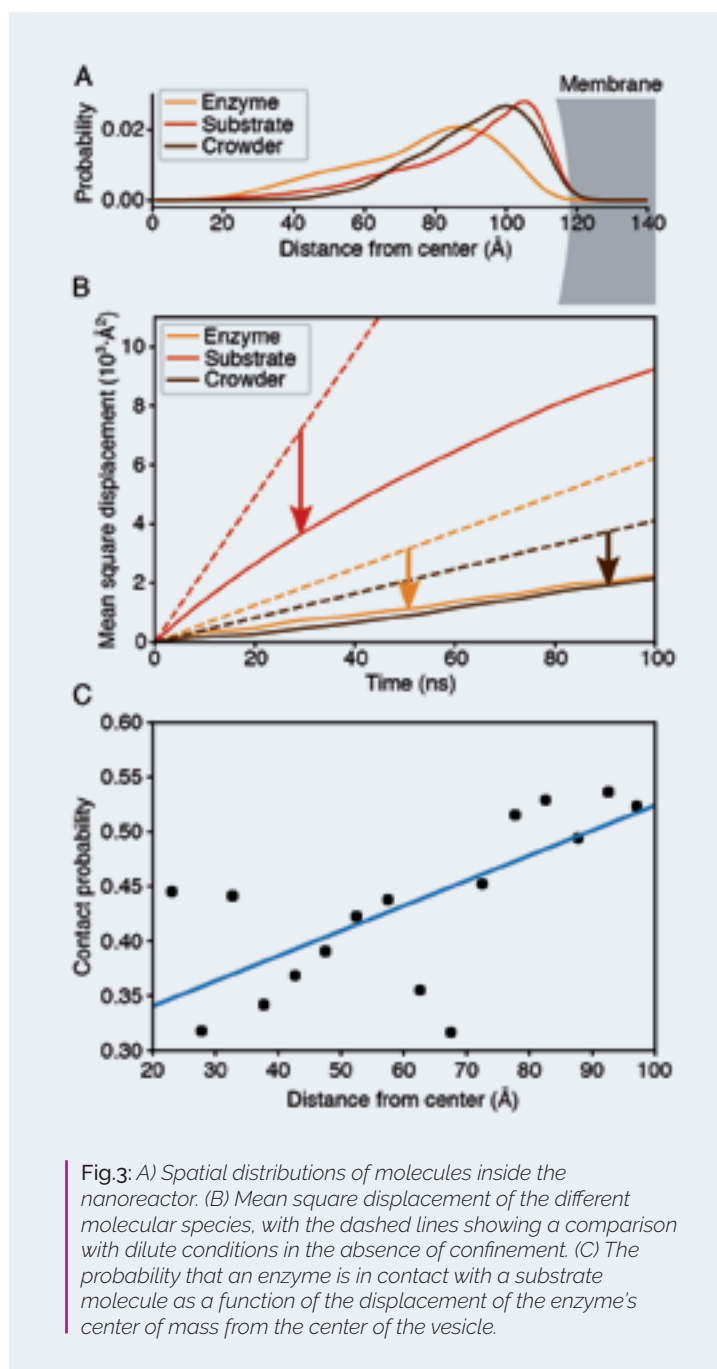 A
Membrane
Enzyme
Substrate
Crowder
Probability
0.02
0.00
0 20 40 60 80 100 120 140
Distance from center (Å)
B
Enzyme
Substrate
Crowder
Mean square displacement (10³·Å²)
10
8
6
4
2
0
0 20 40 60 80 100
Time (ns)
C
Contact probability
0.60
0.55
0.50
0.45
0.40
0.35
0.30
20 30 40 50 60 70 80 90 100
Distance from center (Å)
Fig.3: A) Spatial distributions of molecules inside the
nanoreactor. (B) Mean square displacement of the different
molecular species, with the dashed lines showing a comparison
with dilute conditions in the absence of confinement. (C) The
probability that an enzyme is in contact with a substrate
molecule as a function of the displacement of the enzyme's
center of mass from the center of the vesicle.